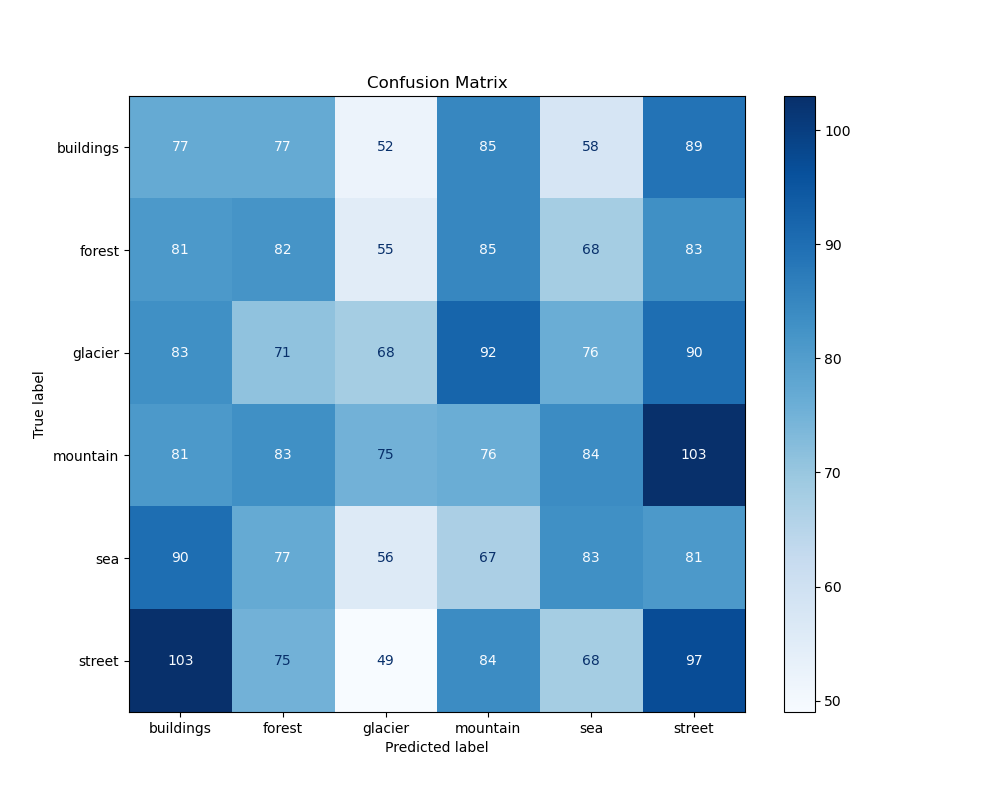 Confusion Matrix
True label
buildings 77 77 52 85 58 89
forest 81 82 55 85 68 83
glacier 83 71 68 92 76 90
mountain 81 83 75 76 84 103
sea 90 77 56 67 83 81
street 103 75 49 84 68 97
buildings forest glacier mountain sea street
Predicted label
100
90
80
70
60
50